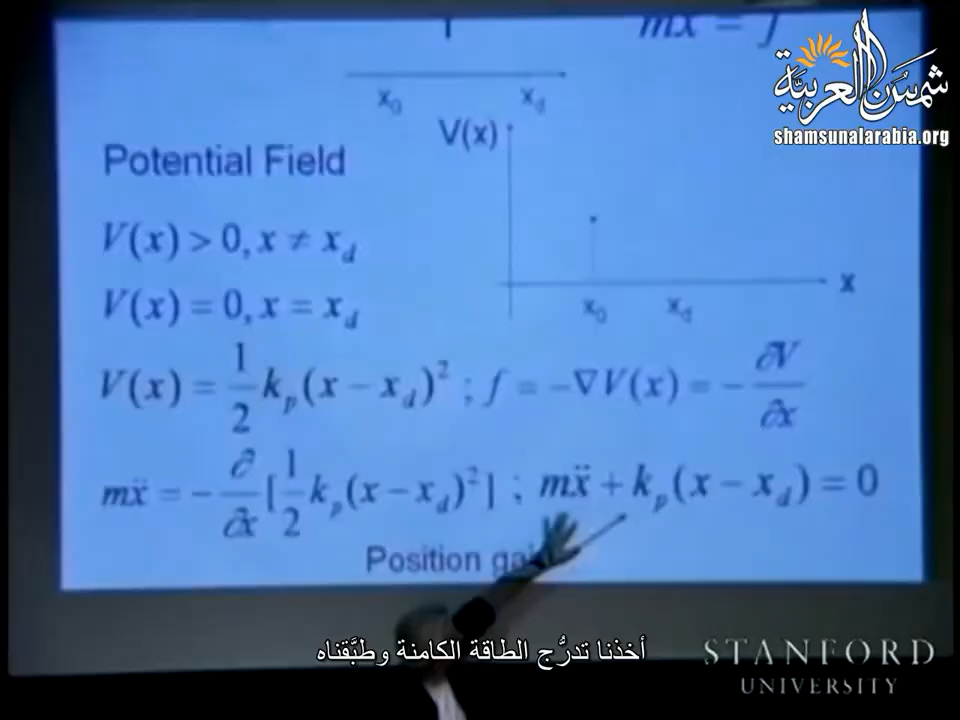 mẍ = f
x₀ x_d
شمس العربية
shamsunalarabia.org
V(x)
Potential Field
V(x) > 0, x ≠ x_d
x
x₀ x_d
V(x) = 0, x = x_d
V(x) = 1/2 k_p (x − x_d)² ; f = −∇V(x) = − ∂V/∂x
mẍ = − ∂/∂x [1/2 k_p (x − x_d)²] ; mẍ + k_p (x − x_d) = 0
Position
أخذنا تدرُّج الطاقة الكامنة وطبَّقناه
STANFORD
UNIVERSITY